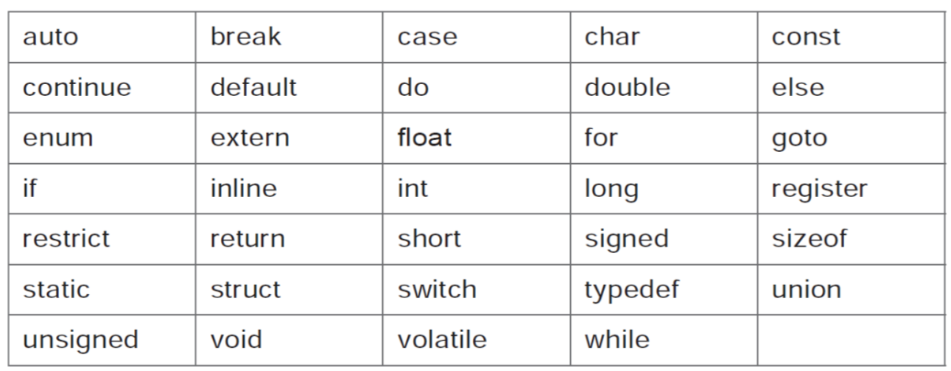 auto break case char const
continue default do double else
enum extern float for goto
if inline int long register
restrict return short signed sizeof
static struct switch typedef union
unsigned void volatile while